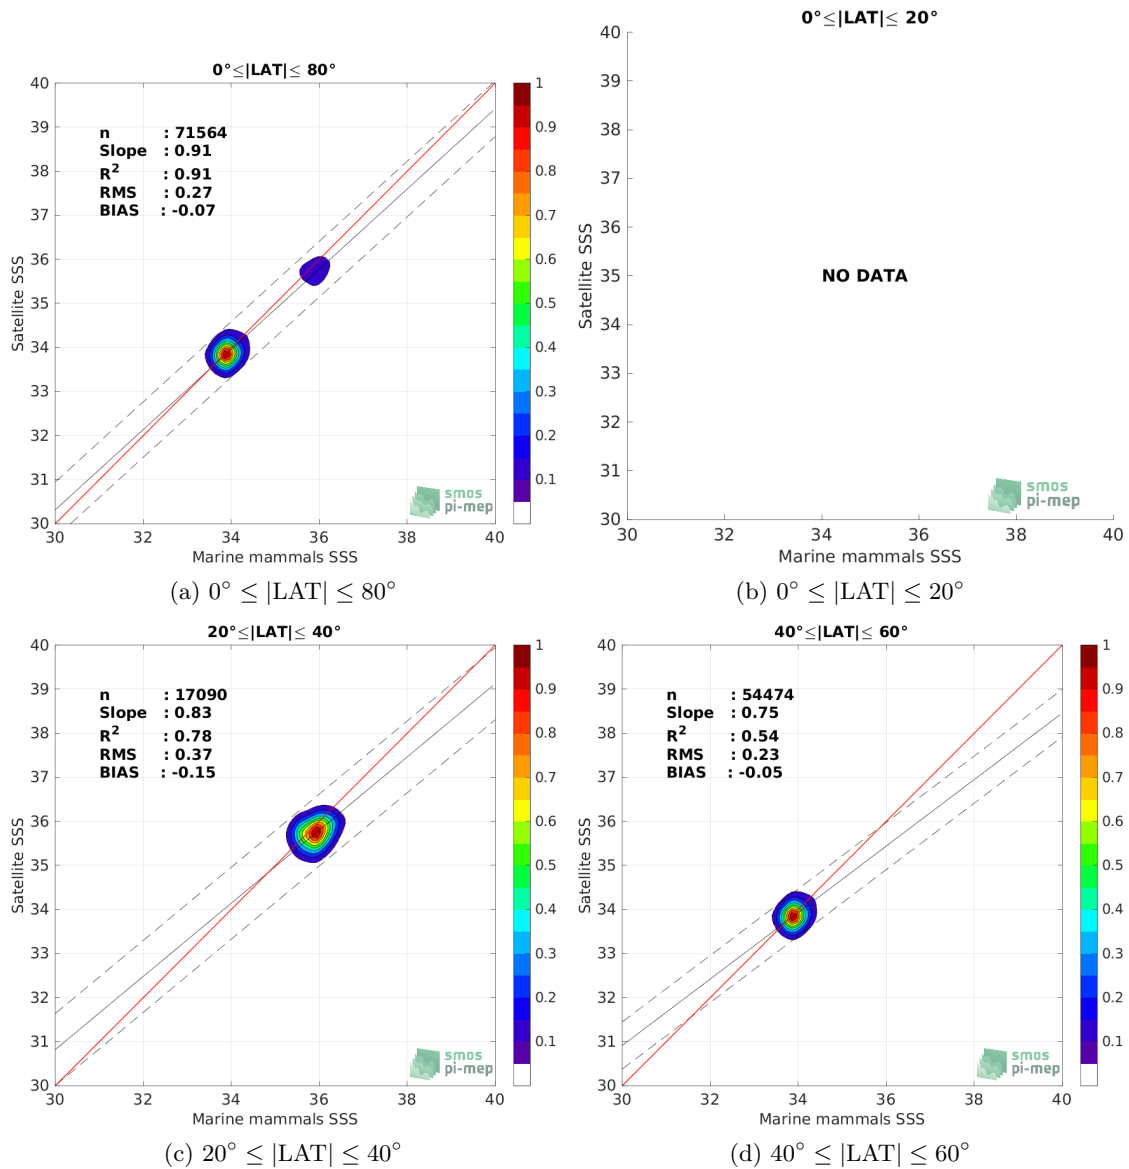 0°≤|LAT|≤ 80°
40
39
38
37
36
35
34
33
32
31
30
n : 71564
Slope : 0.91
R² : 0.91
RMS : 0.27
BIAS : -0.07
Satellite SSS
30 32 34 36 38 40
Marine mammals SSS
smos
pi-mep
1
0.9
0.8
0.7
0.6
0.5
0.4
0.3
0.2
0.1
(a) 0° ≤ |LAT| ≤ 80°
0°≤|LAT|≤ 20°
40
39
38
37
36
35
34
33
32
31
30
NO DATA
Satellite SSS
30 32 34 36 38 40
Marine mammals SSS
smos
pi-mep
(b) 0° ≤ |LAT| ≤ 20°
20°≤|LAT|≤ 40°
40
39
38
37
36
35
34
33
32
31
30
n : 17090
Slope : 0.83
R² : 0.78
RMS : 0.37
BIAS : -0.15
Satellite SSS
30 32 34 36 38 40
Marine mammals SSS
smos
pi-mep
1
0.9
0.8
0.7
0.6
0.5
0.4
0.3
0.2
0.1
(c) 20° ≤ |LAT| ≤ 40°
40°≤|LAT|≤ 60°
40
39
38
37
36
35
34
33
32
31
30
n : 54474
Slope : 0.75
R² : 0.54
RMS : 0.23
BIAS : -0.05
Satellite SSS
30 32 34 36 38 40
Marine mammals SSS
smos
pi-mep
1
0.9
0.8
0.7
0.6
0.5
0.4
0.3
0.2
0.1
(d) 40° ≤ |LAT| ≤ 60°